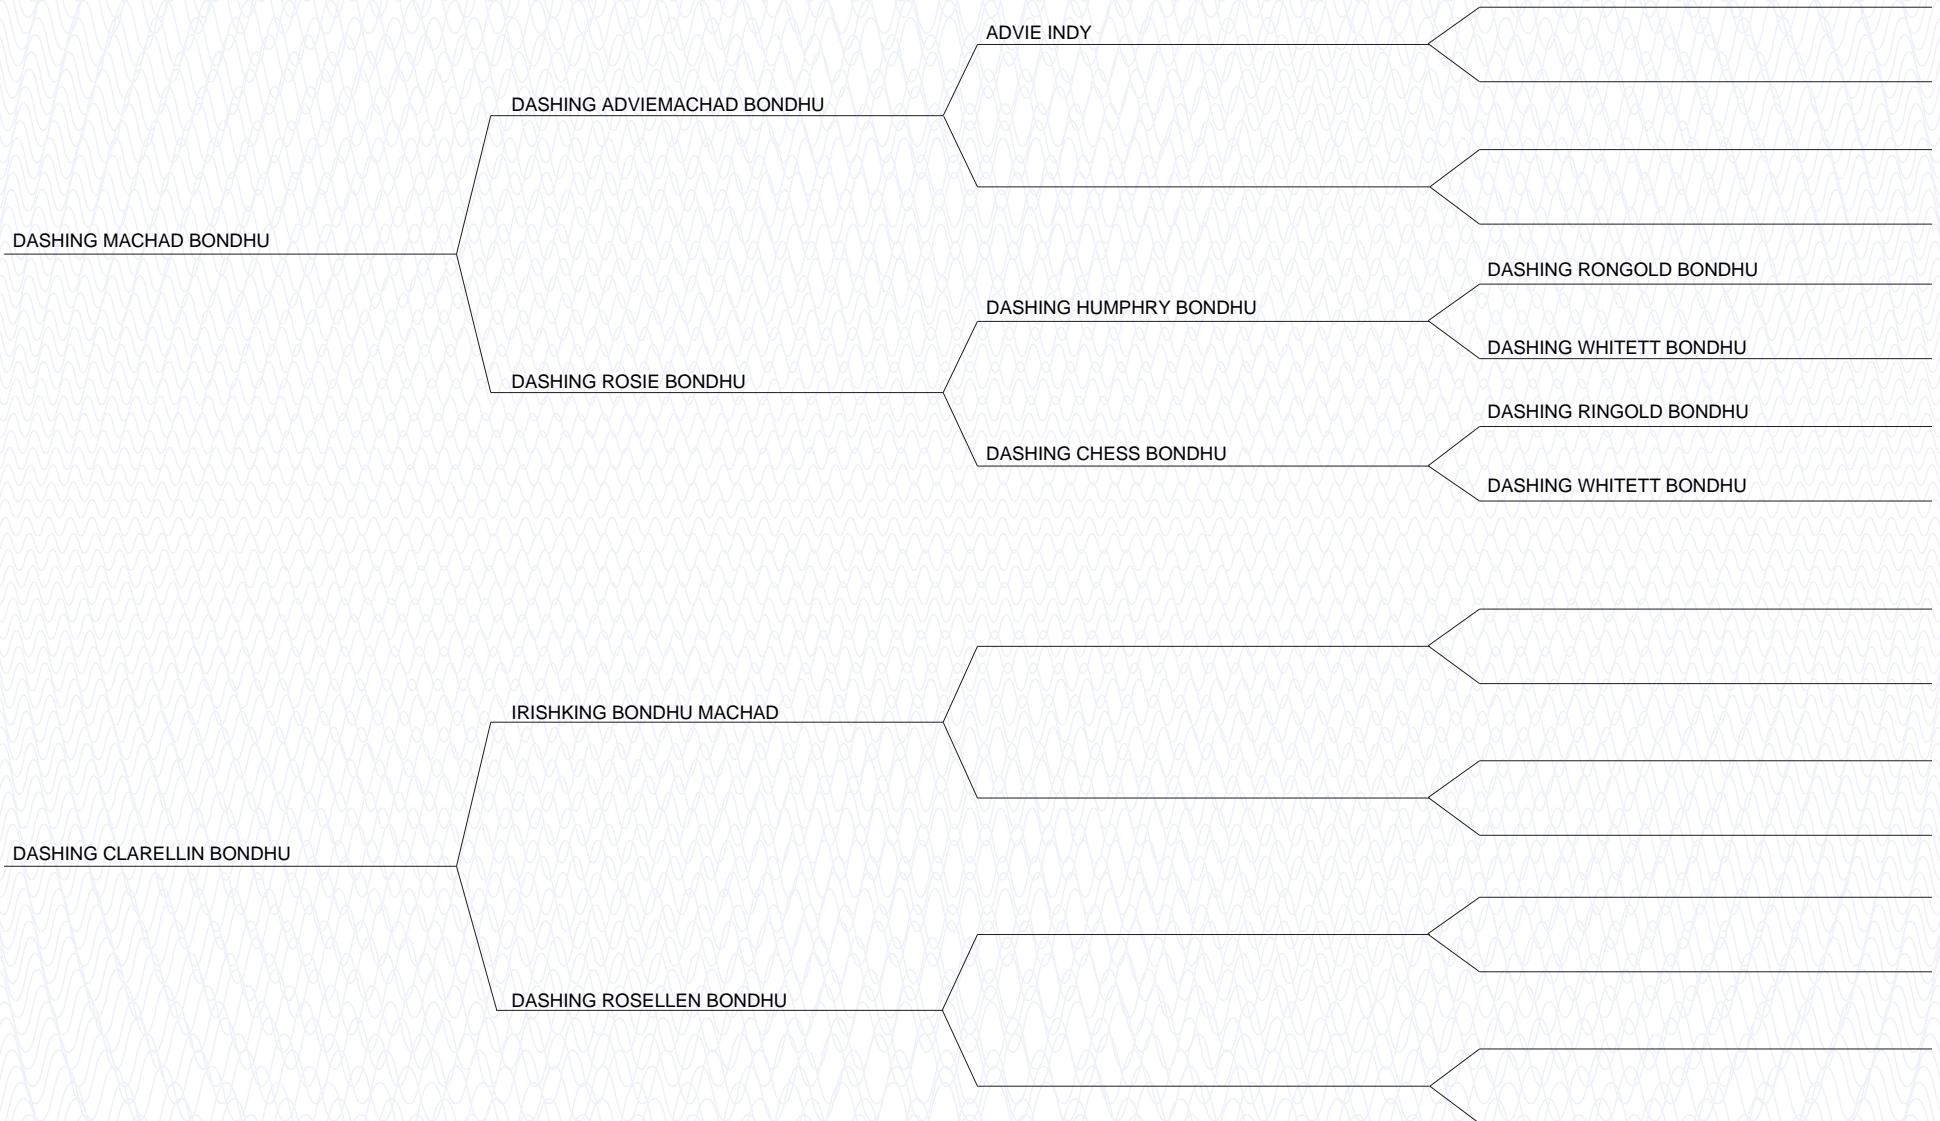 ADVIE INDY
DASHING ADVIEMACHAD BONDHU
DASHING MACHAD BONDHU
DASHING RONGOLD BONDHU
DASHING HUMPHRY BONDHU
DASHING WHITETT BONDHU
DASHING ROSIE BONDHU
DASHING RINGOLD BONDHU
DASHING CHESS BONDHU
DASHING WHITETT BONDHU
IRISHKING BONDHU MACHAD
DASHING CLARELLIN BONDHU
DASHING ROSELLEN BONDHU